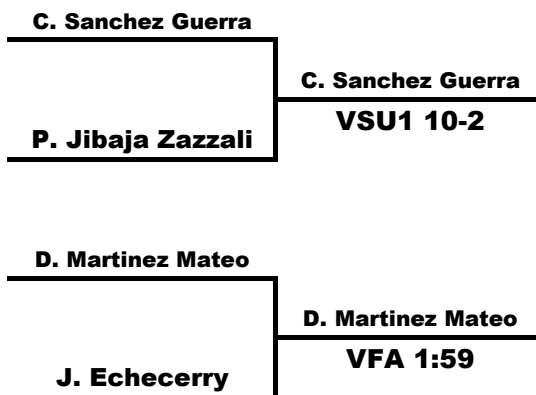 C. Sanchez Guerra
C. Sanchez Guerra
VSU1 10-2
P. Jibaja Zazzali
D. Martinez Mateo
D. Martinez Mateo
VFA 1:59
J. Echecerry